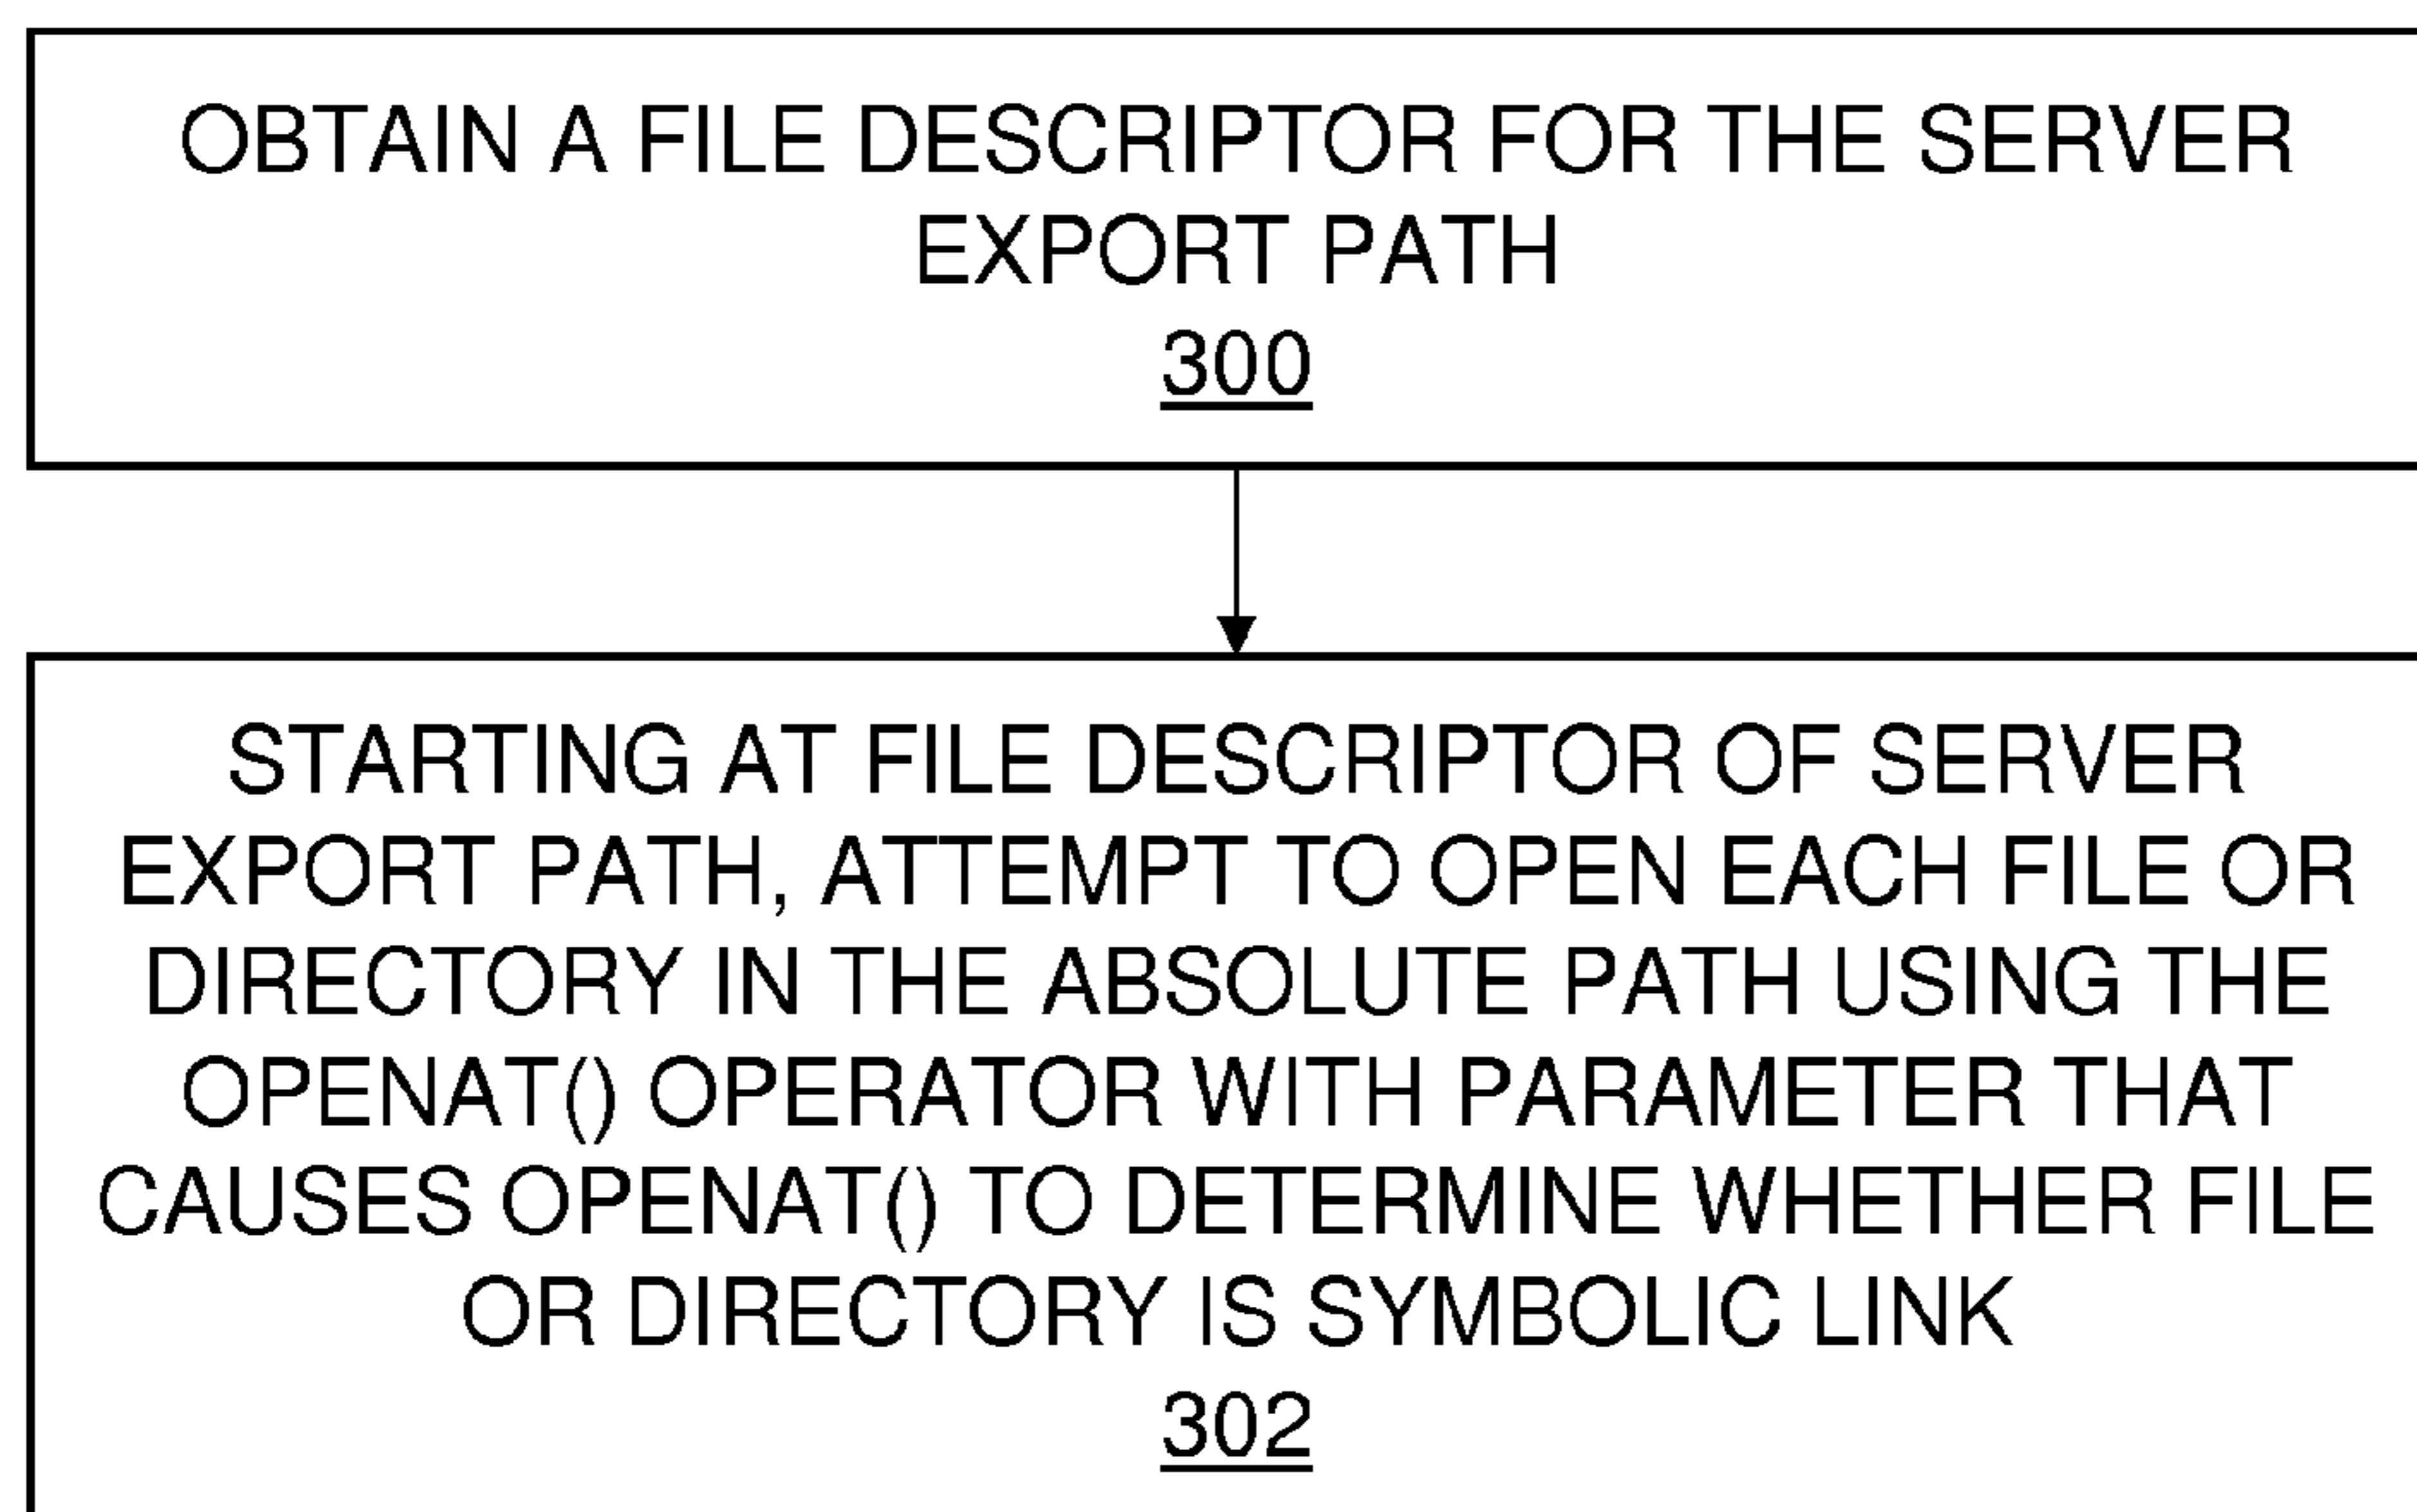 OBTAIN A FILE DESCRIPTOR FOR THE SERVER
EXPORT PATH
300
STARTING AT FILE DESCRIPTOR OF SERVER
EXPORT PATH, ATTEMPT TO OPEN EACH FILE OR
DIRECTORY IN THE ABSOLUTE PATH USING THE
OPENAT() OPERATOR WITH PARAMETER THAT
CAUSES OPENAT() TO DETERMINE WHETHER FILE
OR DIRECTORY IS SYMBOLIC LINK
302